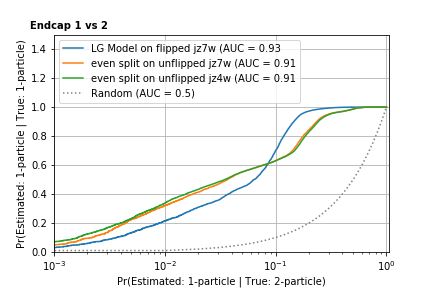 Endcap 1 vs 2
Pr(Estimated: 1-particle | True: 1-particle)
1.4
1.2
1.0
0.8
0.6
0.4
0.2
0.0
LG Model on flipped jz7w (AUC = 0.93
even split on unflipped jz7w (AUC = 0.91
even split on unflipped jz4w (AUC = 0.91
Random (AUC = 0.5)
10⁻³
10⁻²
10⁻¹
10⁰
Pr(Estimated: 1-particle | True: 2-particle)